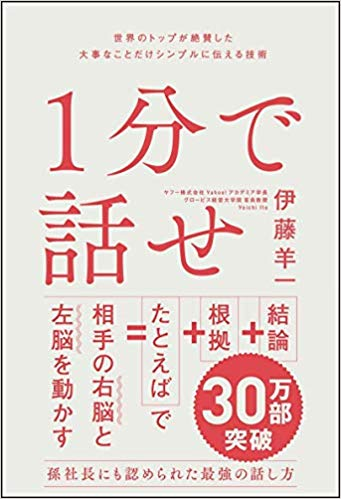 世界のトップが絶賛した
大事なことだけシンプルに伝える技術
1分で
話せ
ヤフー株式会社 Yahoo!アカデミア学長
グロービス経営大学院 客員教授
Yoichi Ito
伊藤羊一
結論
+
根拠
+
たとえばで
=
相手の右脳と
左脳を動かす
30万部
突破
孫社長にも認められた最強の話し方